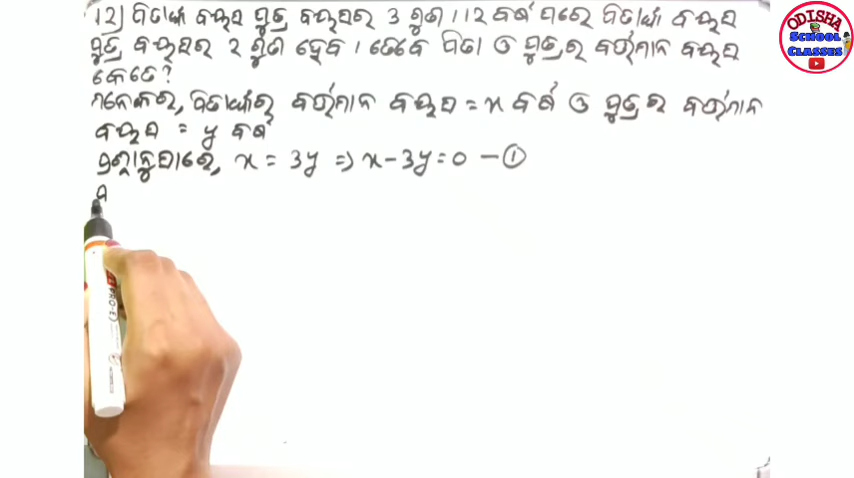 12) ପିତାଙ୍କ ବୟସ ପୁତ୍ର ବୟସର 3 ଗୁଣ । 12 ବର୍ଷ ପରେ ପିତାଙ୍କ ବୟସ
ପୁତ୍ର ବୟସର 2 ଗୁଣ ହେବ । ତେବେ ପିତା ଓ ପୁତ୍ରର ବର୍ତ୍ତମାନ ବୟସ
କେତେ ?
ମନେକର, ପିତାଙ୍କର ବର୍ତ୍ତମାନ ବୟସ = x ବର୍ଷ ଓ ପୁତ୍ରର ବର୍ତ୍ତମାନ
ବୟସ = y ବର୍ଷ
ପ୍ରଶ୍ନାନୁସାରେ, x = 3y => x - 3y = 0 — ①
ODISHA
SCHOOL
CLASSES